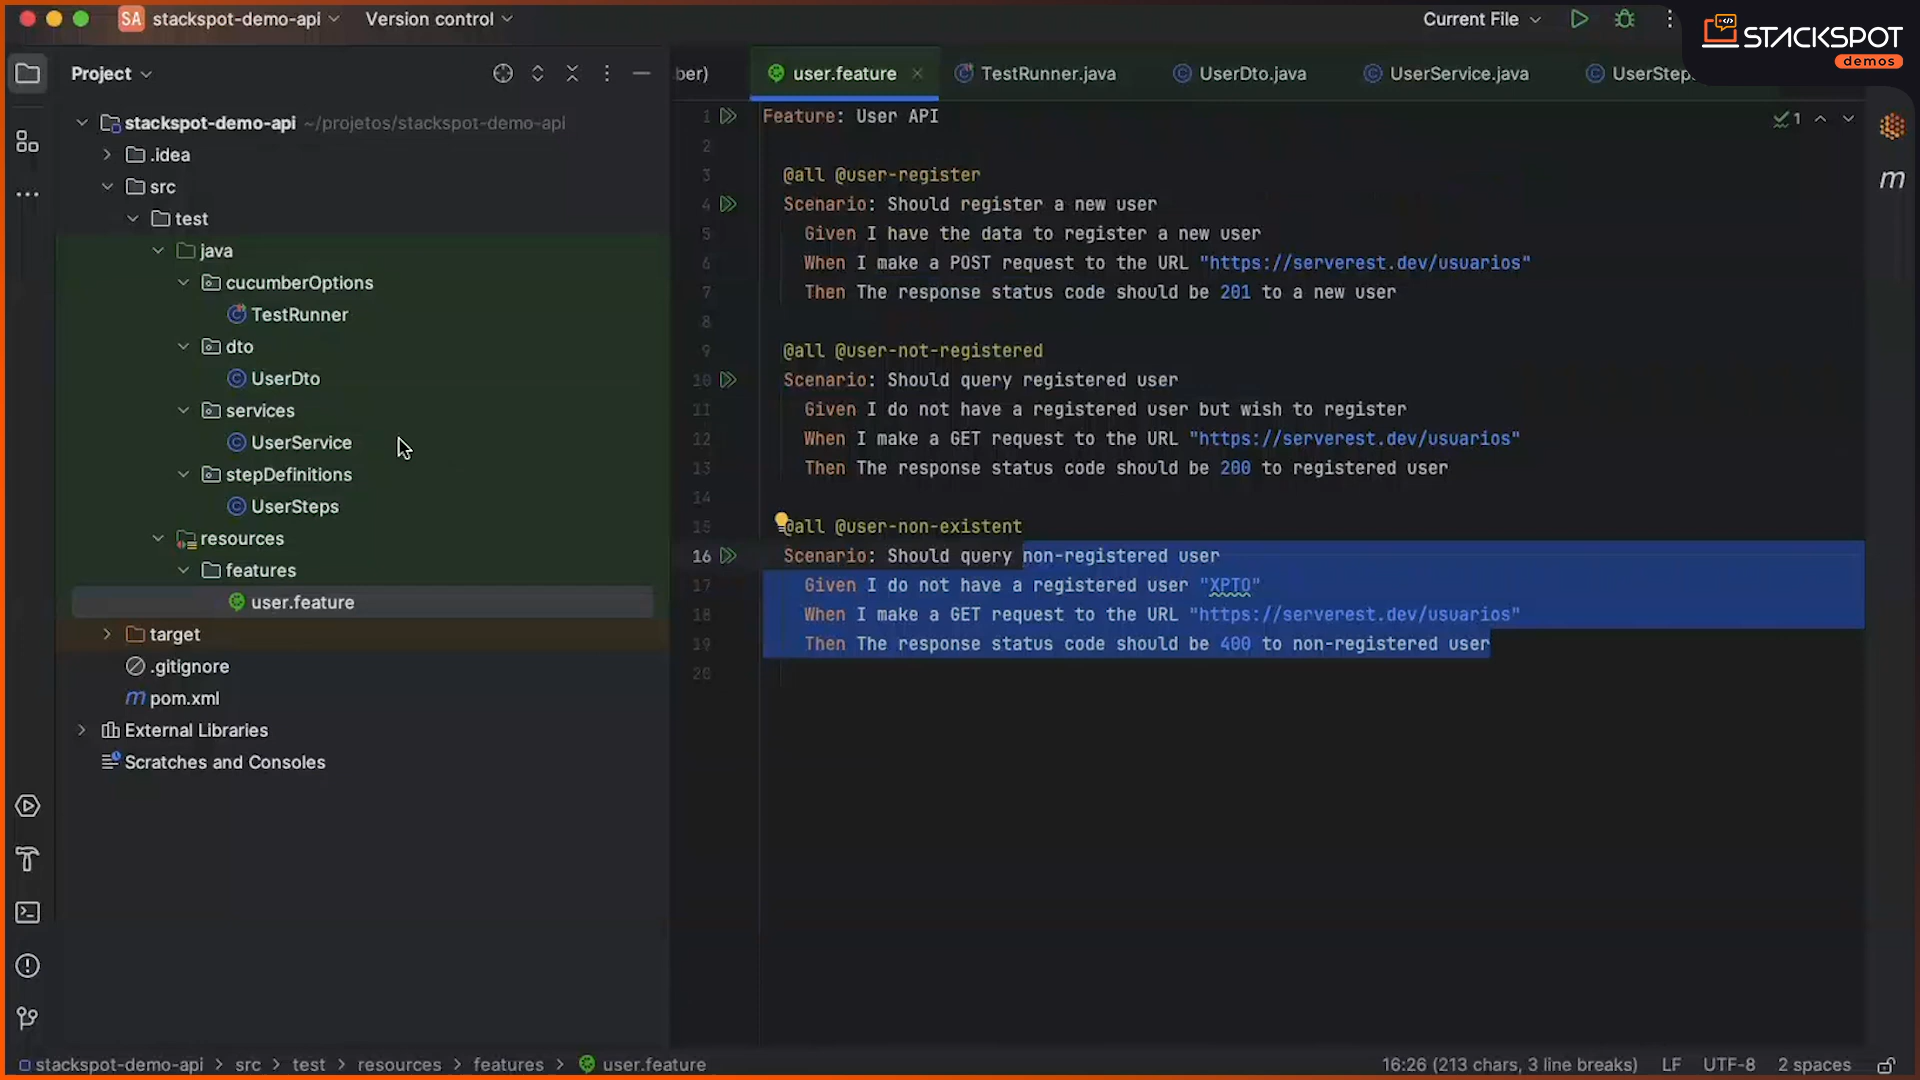 SA stackspot-demo-api Version control Current File
STACKSPOT
demos
Project
ber) user.feature TestRunner.java UserDto.java UserService.java UserStep
stackspot-demo-api ~/projetos/stackspot-demo-api
.idea
src
test
java
cucumberOptions
TestRunner
dto
UserDto
services
UserService
stepDefinitions
UserSteps
resources
features
user.feature
target
.gitignore
m pom.xml
External Libraries
Scratches and Consoles
1 Feature: User API
2
3 @all @user-register
4 Scenario: Should register a new user
5 Given I have the data to register a new user
6 When I make a POST request to the URL "https://serverest.dev/usuarios"
7 Then The response status code should be 201 to a new user
8
9 @all @user-not-registered
10 Scenario: Should query registered user
11 Given I do not have a registered user but wish to register
12 When I make a GET request to the URL "https://serverest.dev/usuarios"
13 Then The response status code should be 200 to registered user
14
15 @all @user-non-existent
16 Scenario: Should query non-registered user
17 Given I do not have a registered user "XPTO"
18 When I make a GET request to the URL "https://serverest.dev/usuarios"
19 Then The response status code should be 400 to non-registered user
20
1
m
stackspot-demo-api > src > test > resources > features > user.feature
16:26 (213 chars, 3 line breaks) LF UTF-8 2 spaces